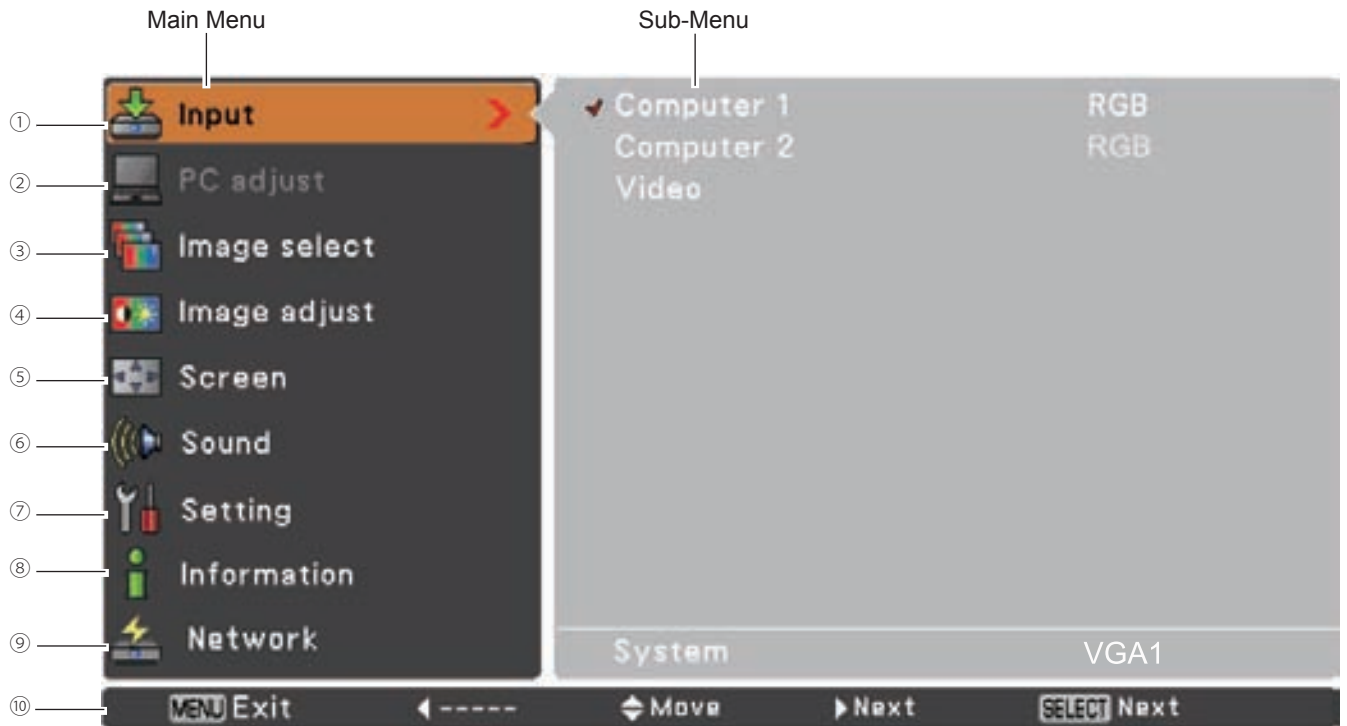 Main Menu Sub-Menu
① Input Computer 1 RGB
Computer 2 RGB
② PC adjust Video
③ Image select
④ Image adjust
⑤ Screen
⑥ Sound
⑦ Setting
⑧ Information
⑨ Network System VGA1
⑩ MENU Exit ----- Move Next SELECT Next